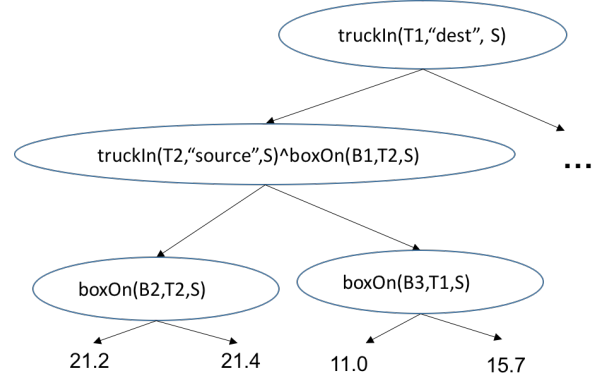 truckIn(T1,“dest”, S)
truckIn(T2,“source”,S)^boxOn(B1,T2,S)
...
boxOn(B2,T2,S)
boxOn(B3,T1,S)
21.2
21.4
11.0
15.7